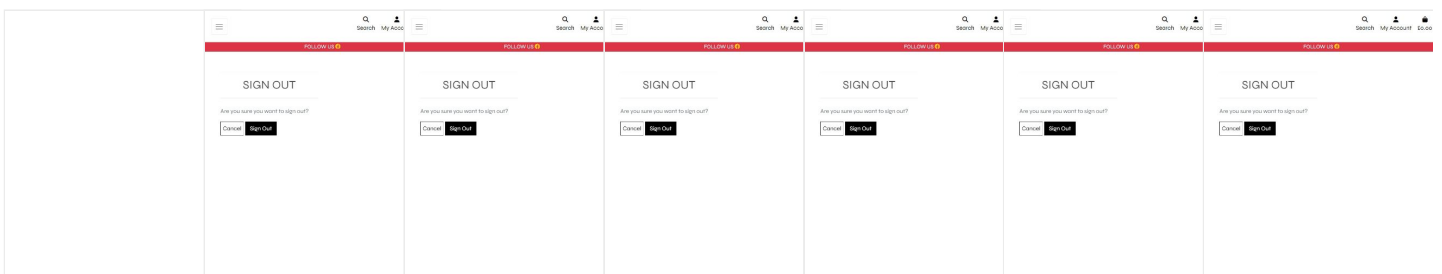 Search My Acco
FOLLOW US
SIGN OUT
Are you sure you want to sign out?
Cancel Sign Out
Search My Acco
FOLLOW US
SIGN OUT
Are you sure you want to sign out?
Cancel Sign Out
Search My Acco
FOLLOW US
SIGN OUT
Are you sure you want to sign out?
Cancel Sign Out
Search My Acco
FOLLOW US
SIGN OUT
Are you sure you want to sign out?
Cancel Sign Out
Search My Acco
FOLLOW US
SIGN OUT
Are you sure you want to sign out?
Cancel Sign Out
Search My Account £0.00
FOLLOW US
SIGN OUT
Are you sure you want to sign out?
Cancel Sign Out